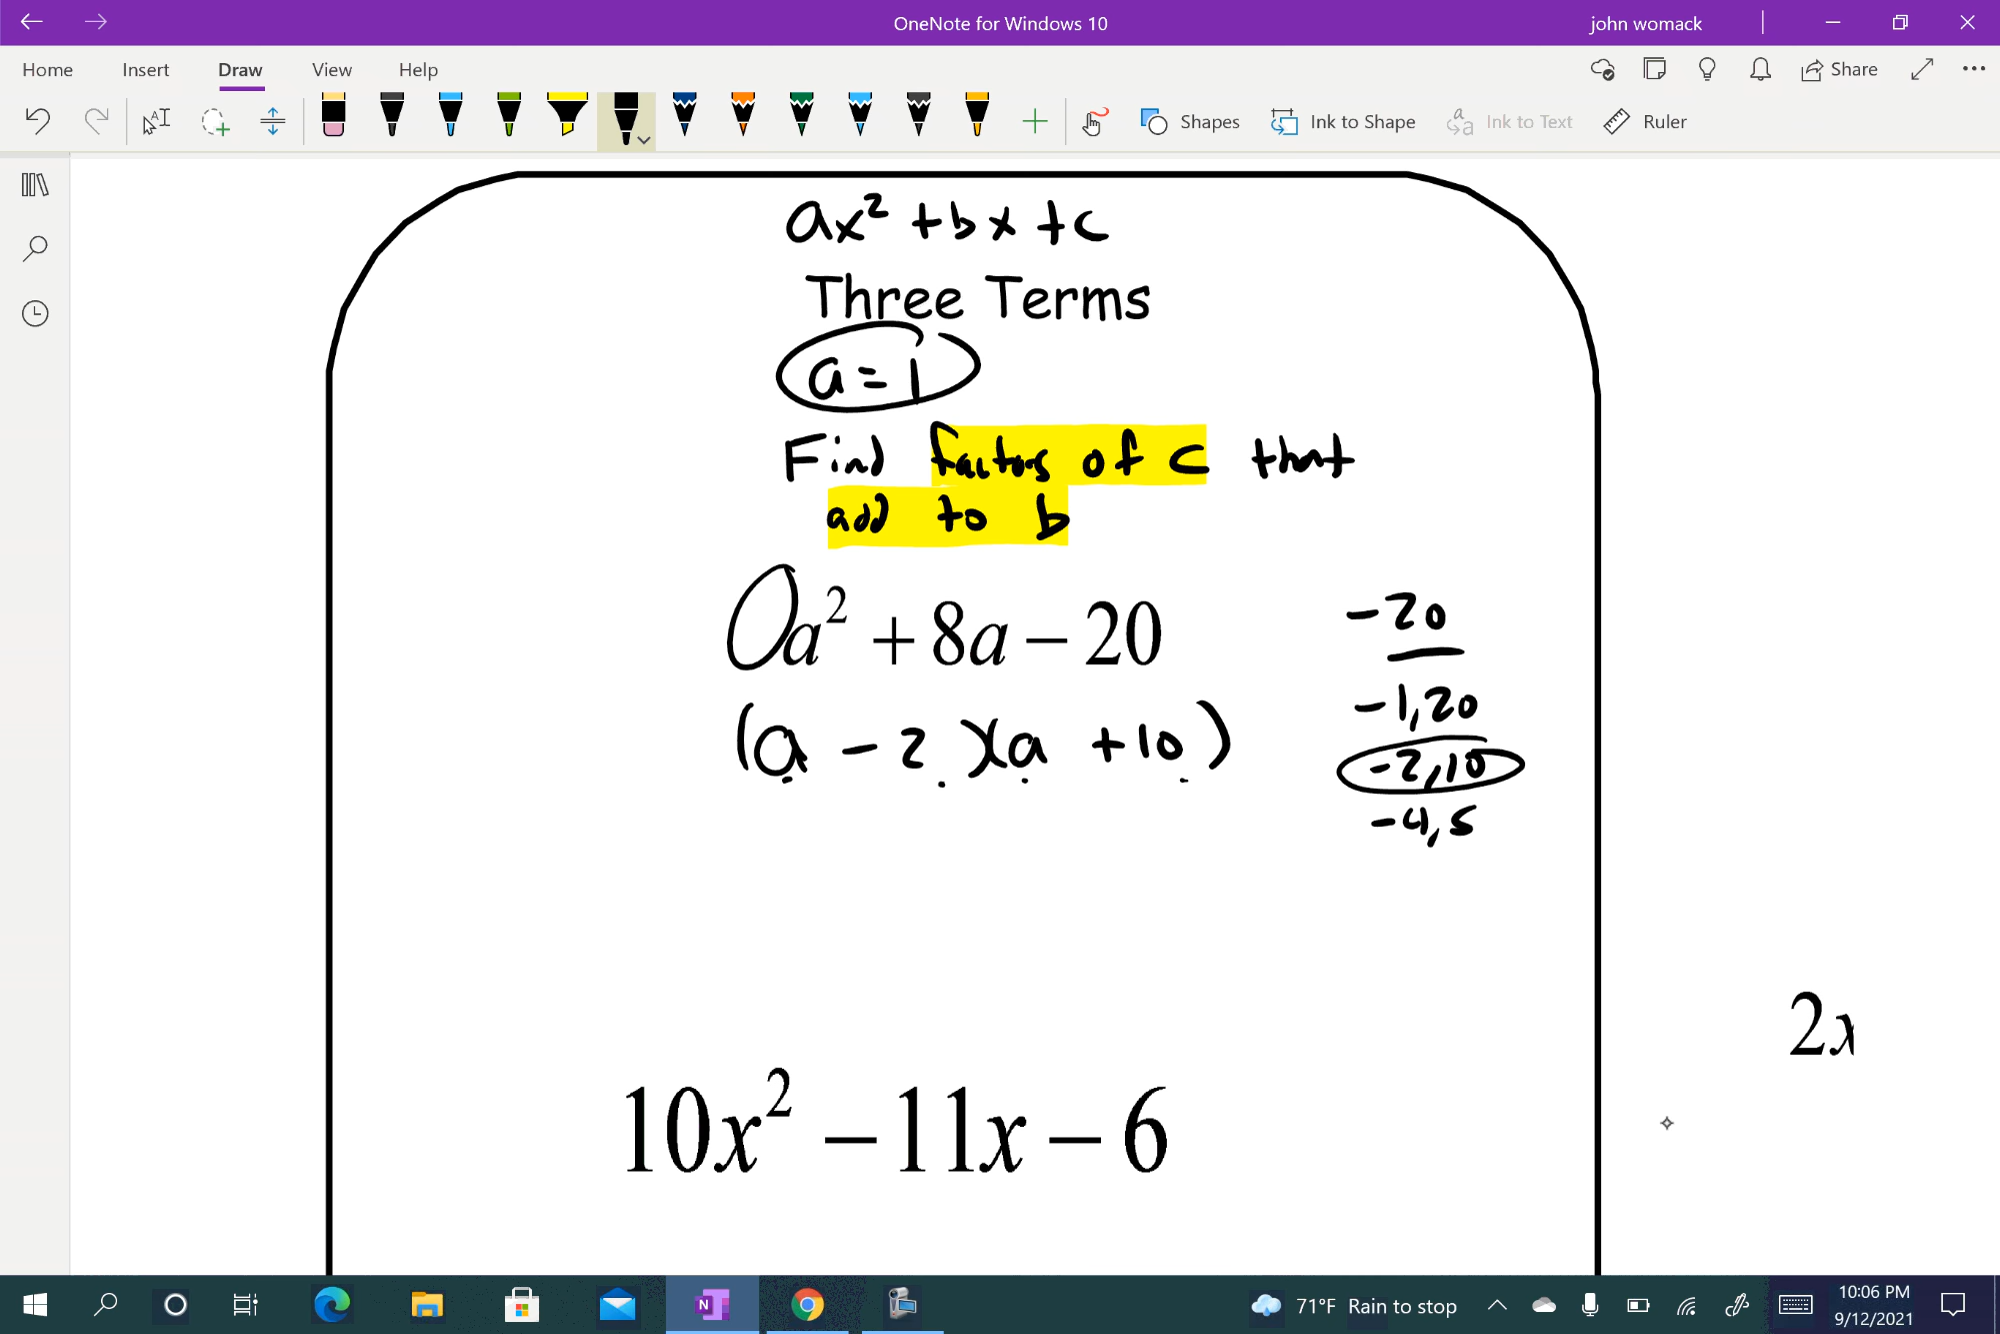 OneNote for Windows 10
john womack
Home Insert Draw View Help
Share
Shapes Ink to Shape Ink to Text Ruler
ax² + bx + c
Three Terms
a = 1
Find factors of c that
add to b
a² + 8a − 20
(a − 2)(a + 10)
-20
-1, 20
-2, 10
-4, 5
2x
10x² − 11x − 6
71°F Rain to stop
10:06 PM
9/12/2021